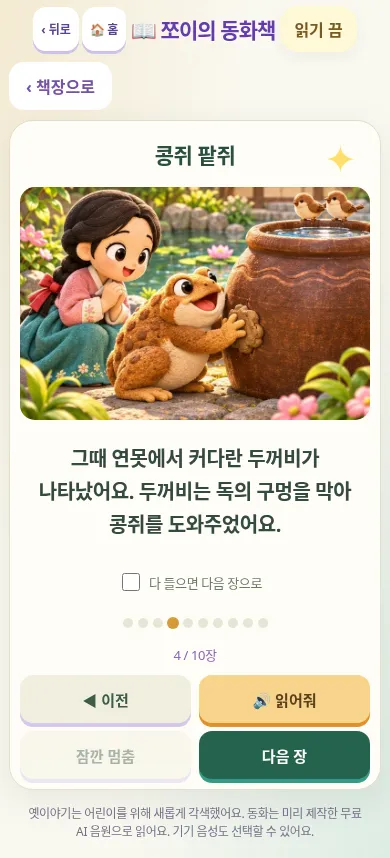 ‹ 뒤로
🏠 홈
📖 쪼이의 동화책
읽기 끔
‹ 책장으로
콩쥐 팥쥐
그때 연못에서 커다란 두꺼비가
나타났어요. 두꺼비는 독의 구멍을 막아
콩쥐를 도와주었어요.
다 들으면 다음 장으로
4 / 10장
◀ 이전
🔊 읽어줘
잠깐 멈춤
다음 장
옛이야기는 어린이를 위해 새롭게 각색했어요. 동화는 미리 제작한 무료
AI 음원으로 읽어요. 기기 음성도 선택할 수 있어요.